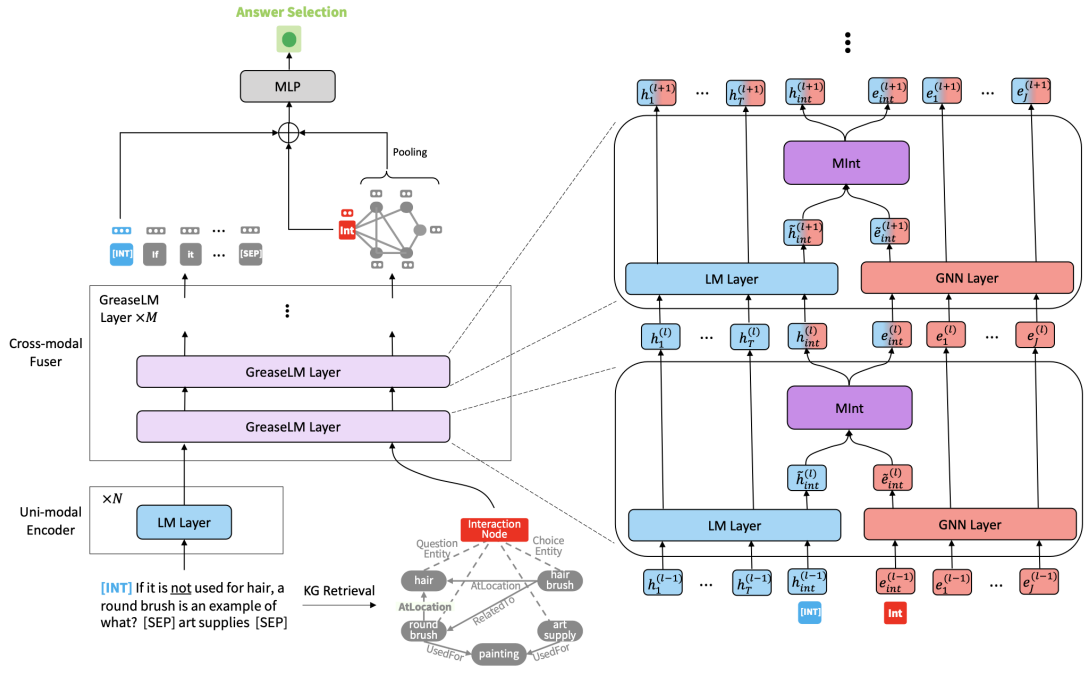 Answer Selection
MLP
Pooling
[INT] If it ... [SEP]
Int
GreaseLM
Layer ×M
Cross-modal
Fuser
GreaseLM Layer
GreaseLM Layer
×N
Uni-modal
Encoder
LM Layer
[INT] If it is not used for hair, a
round brush is an example of
what? [SEP] art supplies [SEP]
KG Retrieval
Interaction
Node
Question
Entity
Choice
Entity
hair
hair
brush
AtLocation
AtLocation
RelatedTo
round
brush
art
supply
UsedFor
painting
UsedFor
h_1^(l+1) ... h_T^(l+1) h_int^(l+1) e_int^(l+1) e_1^(l+1) ... e_J^(l+1)
MInt
h̃_int^(l+1) ẽ_int^(l+1)
LM Layer GNN Layer
h_1^(l) ... h_T^(l) h_int^(l) e_int^(l) e_1^(l) ... e_J^(l)
MInt
h̃_int^(l) ẽ_int^(l)
LM Layer GNN Layer
h_1^(l-1) ... h_T^(l-1) h_int^(l-1) e_int^(l-1) e_1^(l-1) ... e_J^(l-1)
[INT] Int